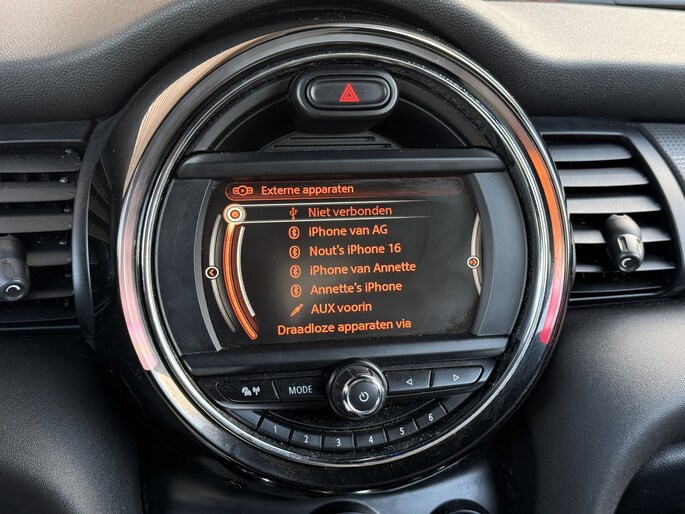 Externe apparaten
Niet verbonden
iPhone van AG
Nout's iPhone 16
iPhone van Annette
Annette's iPhone
AUX voorin
Draadloze apparaten via
MODE
1 2 3 4 5 6